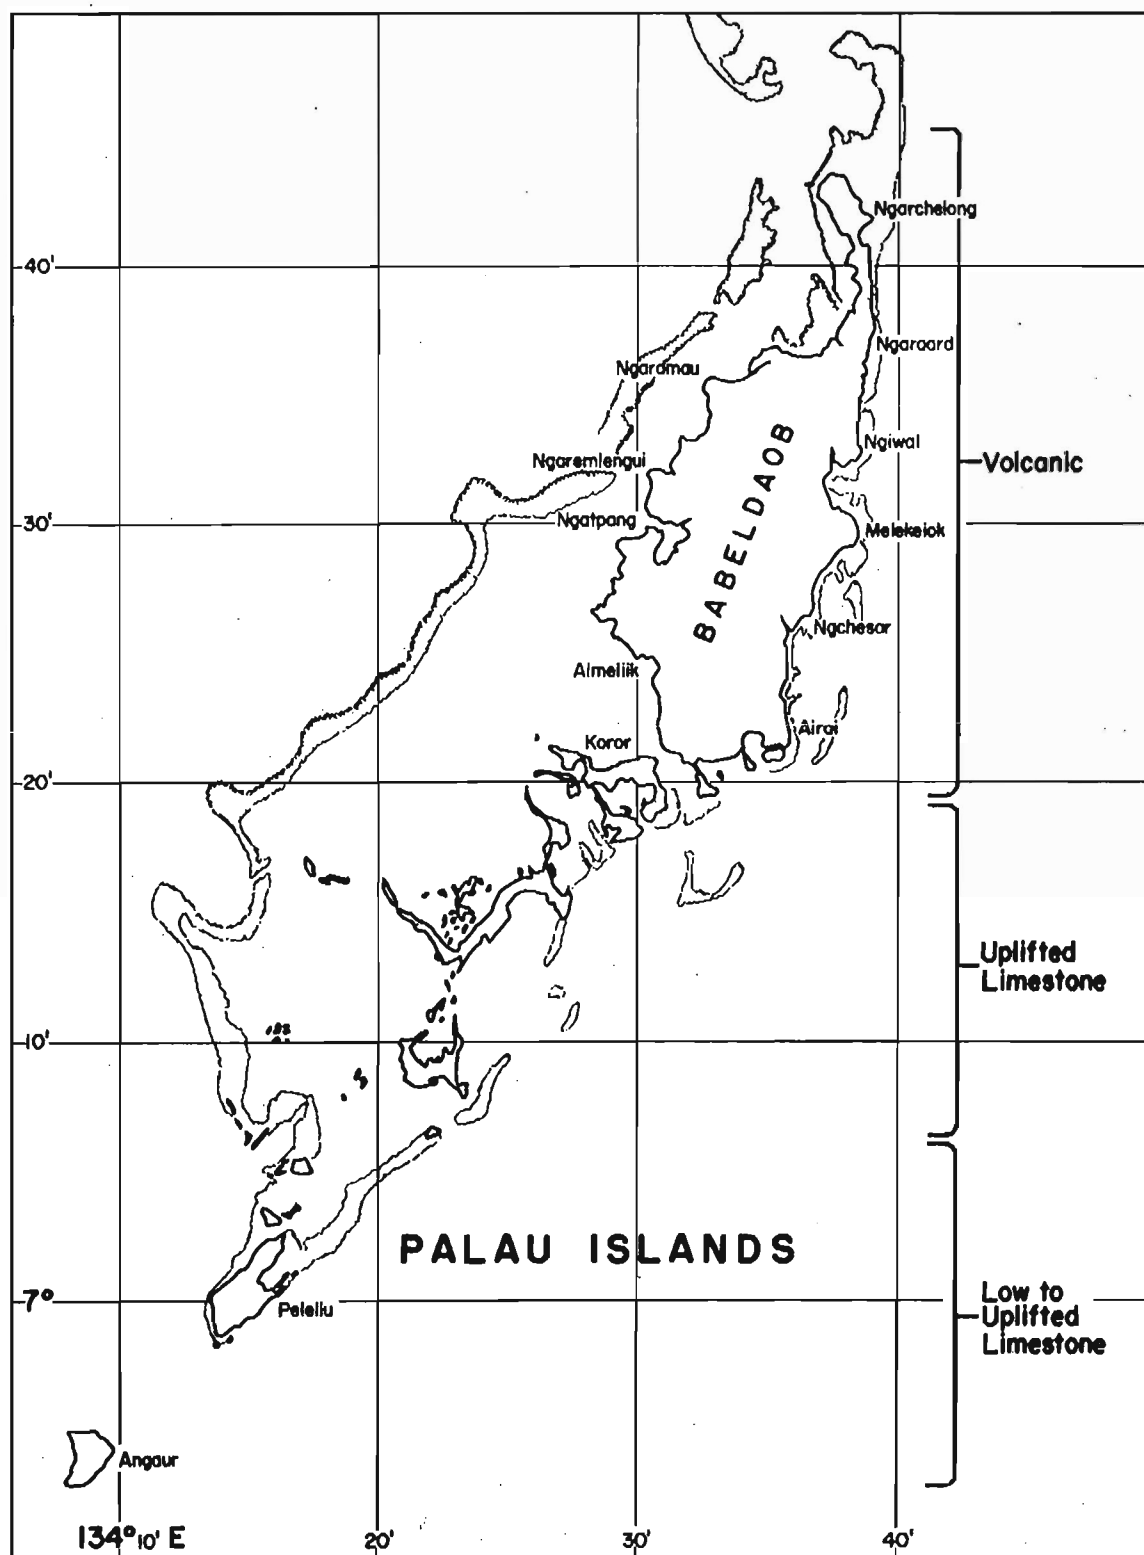 Ngarchelong
40'
Ngaraard
Ngardmau
Ngiwal
Ngaremlengui
Volcanic
30'
Ngatpang
Melekeiok
BABELDAOB
Ngchesar
Aimeliik
Airai
Koror
20'
Uplifted
Limestone
10'
PALAU ISLANDS
7°
Peleliu
Low to
Uplifted
Limestone
Angaur
134°10' E
20'
30'
40'